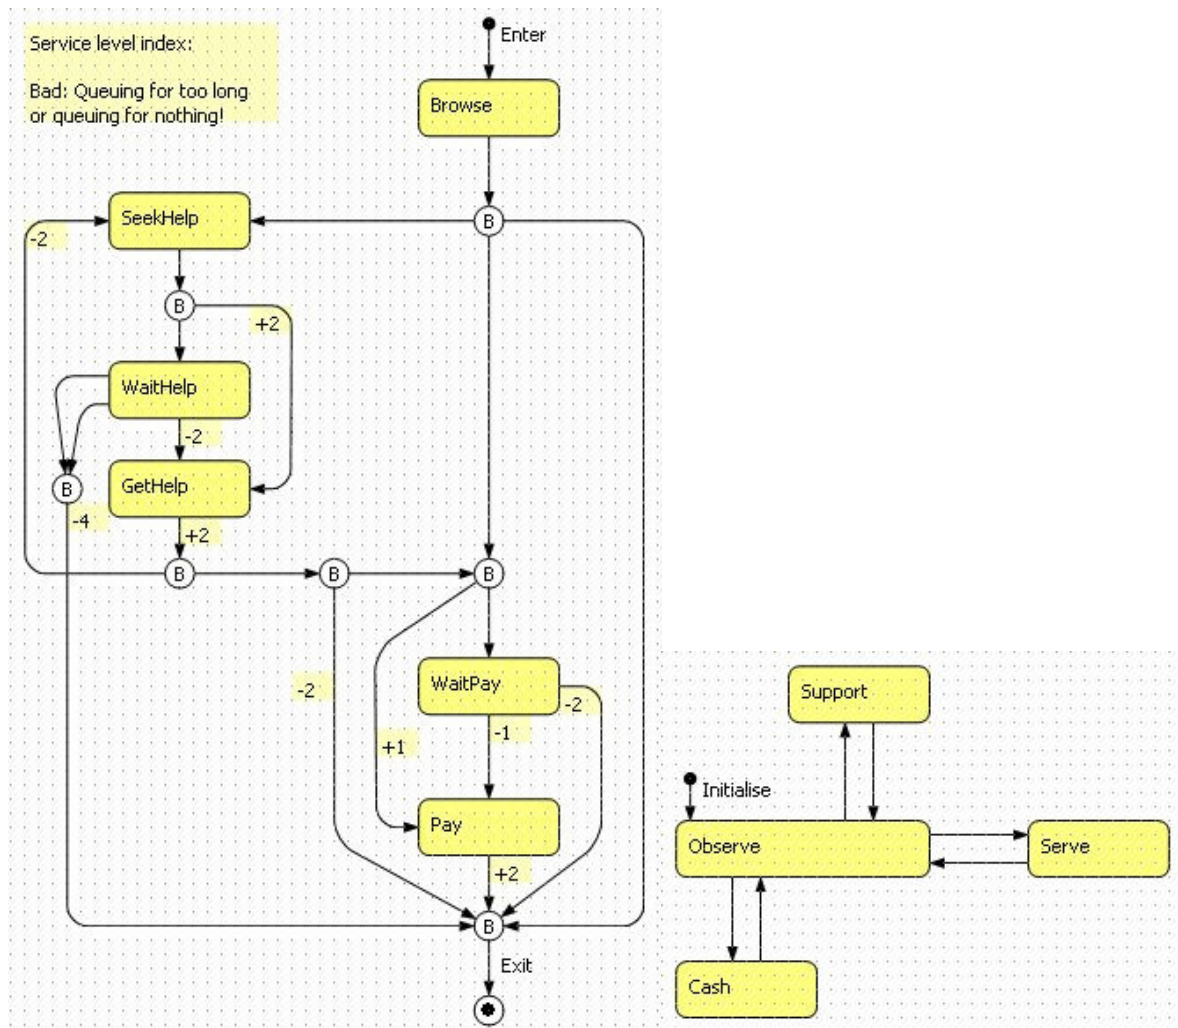 Service level index:
Bad: Queuing for too long
or queuing for nothing!
Enter
Browse
B
SeekHelp
-2
B
+2
WaitHelp
-2
B
GetHelp
-4
+2
B
B
B
WaitPay
-2
-2
-1
+1
Pay
+2
B
Exit
Support
Initialise
Observe
Serve
Cash